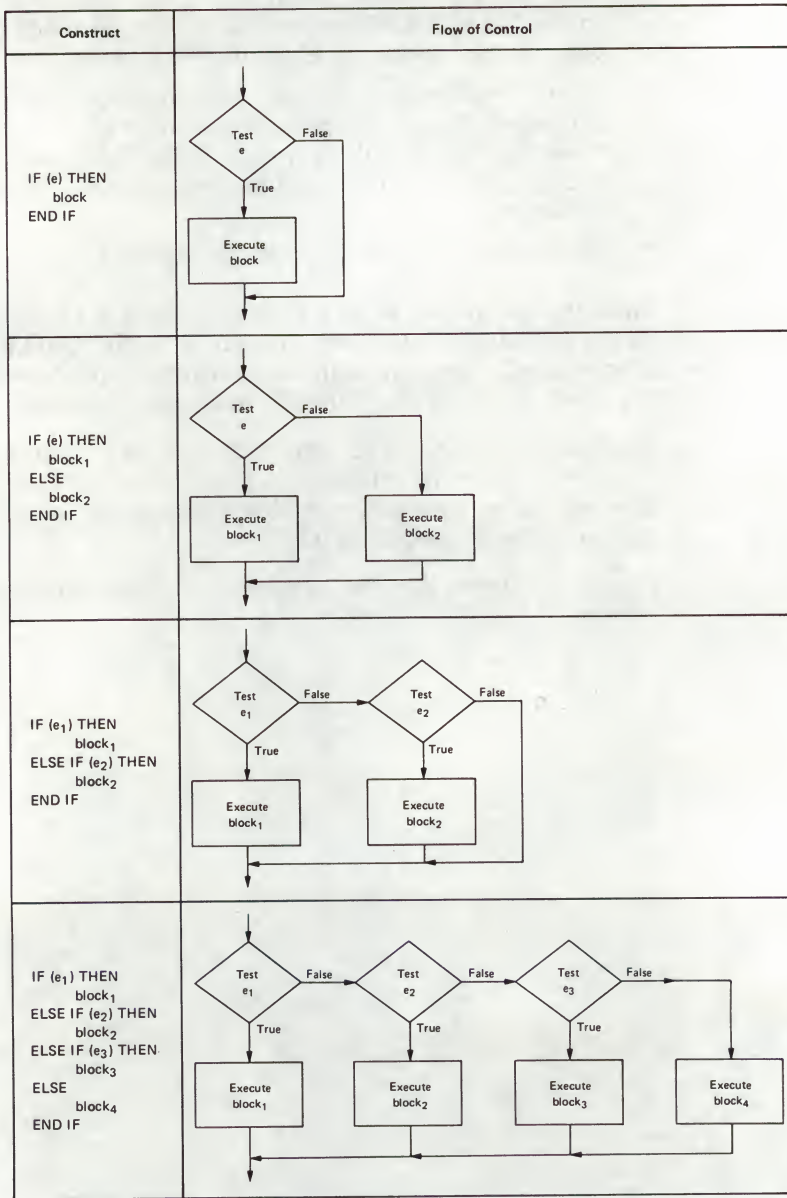 Construct
Flow of Control
IF (e) THEN
block
END IF
Test
e
False
True
Execute
block
IF (e) THEN
block₁
ELSE
block₂
END IF
Test
e
False
True
Execute
block₁
Execute
block₂
IF (e₁) THEN
block₁
ELSE IF (e₂) THEN
block₂
END IF
Test
e₁
False
Test
e₂
False
True
True
Execute
block₁
Execute
block₂
IF (e₁) THEN
block₁
ELSE IF (e₂) THEN
block₂
ELSE IF (e₃) THEN
block₃
ELSE
block₄
END IF
Test
e₁
False
Test
e₂
False
Test
e₃
False
True
True
True
Execute
block₁
Execute
block₂
Execute
block₃
Execute
block₄